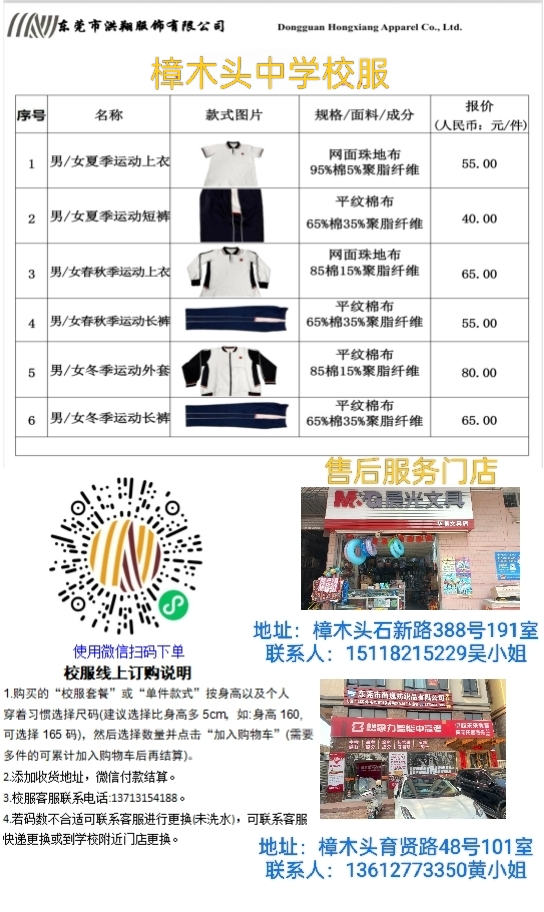 东莞市洪翔服饰有限公司
Dongguan Hongxiang Apparel Co., Ltd.
樟木头中学校服
序号 名称 款式图片 规格/面料/成分 报价
(人民币：元/件)
1 男/女夏季运动上衣 网面珠地布
95%棉5%聚脂纤维 55.00
2 男/女夏季运动短裤 平纹棉布
65%棉35%聚脂纤维 40.00
3 男/女春秋季运动上衣 网面珠地布
85棉15%聚脂纤维 65.00
4 男/女春秋季运动长裤 平纹棉布
65%棉35%聚脂纤维 55.00
5 男/女冬季运动外套 平纹棉布
85棉15%聚脂纤维 80.00
6 男/女冬季运动长裤 平纹棉布
65%棉35%聚脂纤维 65.00
使用微信扫码下单
校服线上订购说明
1.购买的“校服套餐”或“单件款式”按身高以及个人
穿着习惯选择尺码(建议选择比身高多5cm，如:身高160,
可选择165码)，然后选择数量并点击“加入购物车”(需要
多件的可累计加入购物车后再结算)。
2.添加收货地址，微信付款结算。
3.校服客服联系电话:13713154188。
4.若码数不合适可联系客服进行更换(未洗水)，可联系客服
快递更换或到学校附近门店更换。
售后服务门店
晨光文具
地址：樟木头石新路388号191室
联系人：15118215229吴小姐
地址：樟木头育贤路48号101室
联系人：13612773350黄小姐